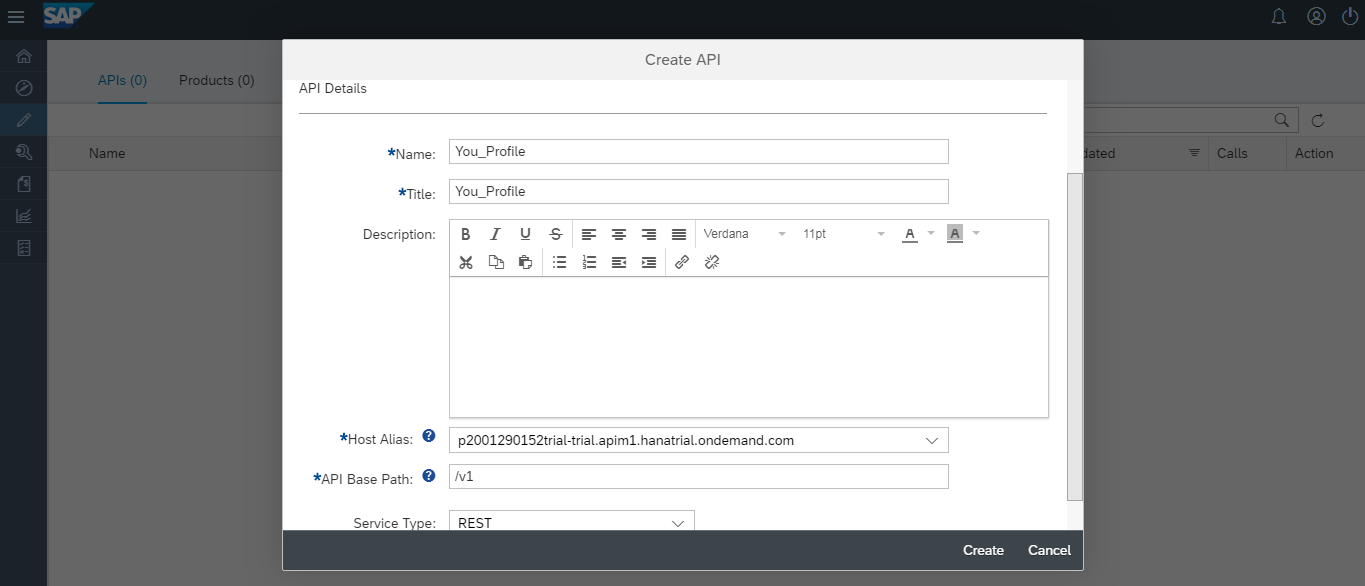 SAP
Create API
APIs (0) Products (0)
API Details
Name
dated Calls Action
*Name: You_Profile
*Title: You_Profile
Description: B I U S Verdana 11pt A A
*Host Alias: ? p2001290152trial-trial.apim1.hanatrial.ondemand.com
*API Base Path: ? /v1
Service Type: REST
Create Cancel